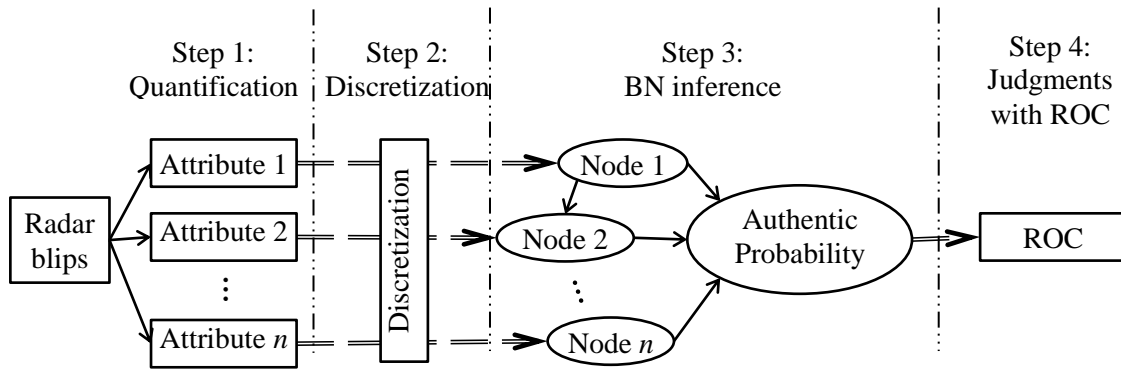 Step 1:
Quantification
Step 2:
Discretization
Step 3:
BN inference
Step 4:
Judgments
with ROC
Radar
blips
Attribute 1
Attribute 2
⋮
Attribute n
Discretization
Node 1
Node 2
⋱
Node n
Authentic
Probability
ROC